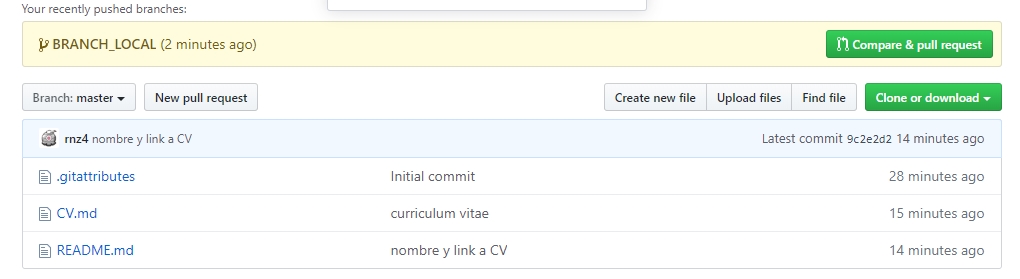 Your recently pushed branches:
BRANCH_LOCAL (2 minutes ago) Compare & pull request
Branch: master New pull request Create new file Upload files Find file Clone or download
rnz4 nombre y link a CV Latest commit 9c2e2d2 14 minutes ago
.gitattributes Initial commit 28 minutes ago
CV.md curriculum vitae 15 minutes ago
README.md nombre y link a CV 14 minutes ago